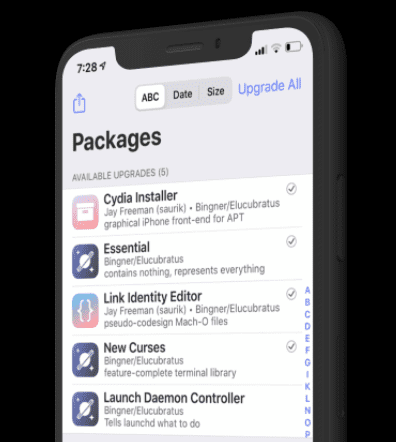 7:28
ABC Date Size Upgrade All
Packages
AVAILABLE UPGRADES (5)
Cydia Installer
Jay Freeman (saurik) • Bingner/Elucubratus
graphical iPhone front-end for APT
Essential
Bingner/Elucubratus
contains nothing, represents everything
Link Identity Editor
Jay Freeman (saurik) • Bingner/Elucubratus
pseudo-codesign Mach-O files
New Curses
Bingner/Elucubratus
feature-complete terminal library
Launch Daemon Controller
Bingner/Elucubratus
Tells launchd what to do
A
B
C
D
E
F
G
I
K
L
N
O
P